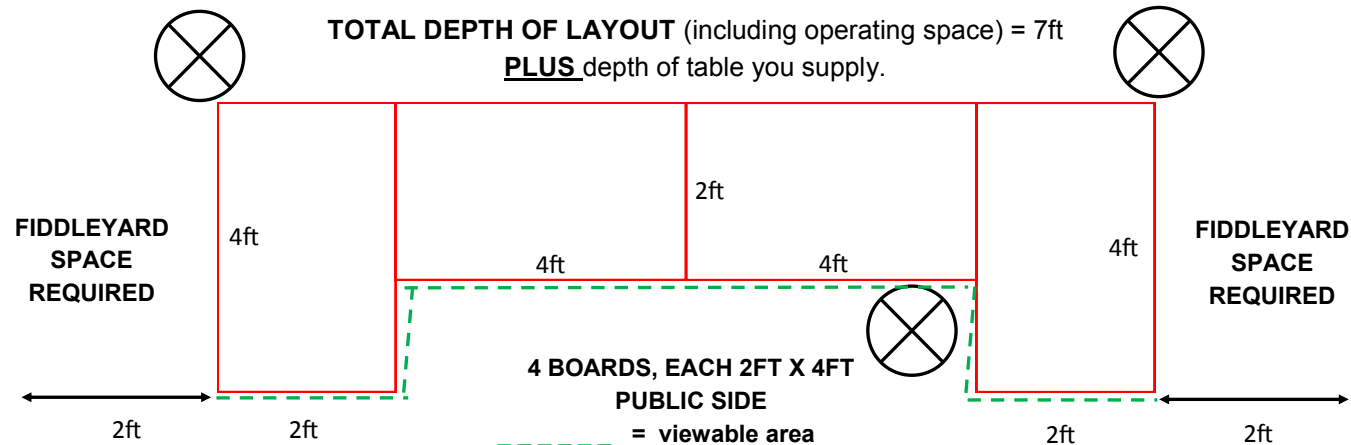 TOTAL DEPTH OF LAYOUT (including operating space) = 7ft
PLUS depth of table you supply.
FIDDLEYARD
SPACE
REQUIRED
4ft
4ft
2ft
4ft
4ft
FIDDLEYARD
SPACE
REQUIRED
4 BOARDS, EACH 2FT X 4FT
PUBLIC SIDE
= viewable area
2ft
2ft
2ft
2ft